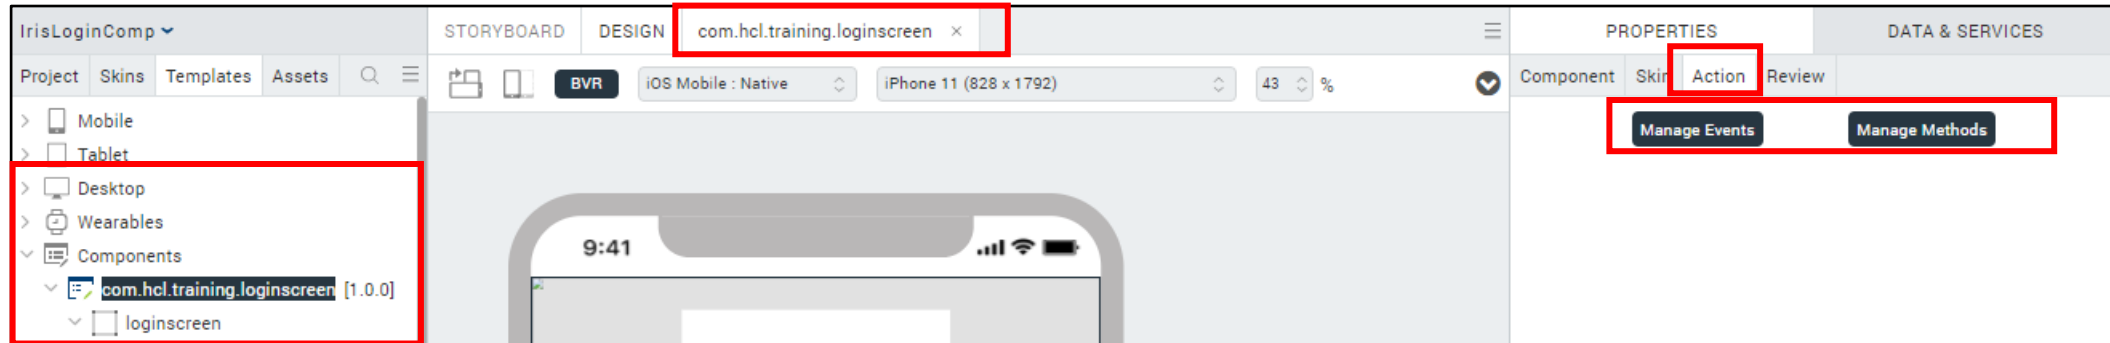 IrisLoginComp
Project Skins Templates Assets
Mobile
Tablet
Desktop
Wearables
Components
com.hcl.training.loginscreen [1.0.0]
loginscreen
STORYBOARD DESIGN com.hcl.training.loginscreen ×
BVR iOS Mobile : Native iPhone 11 (828 x 1792) 43 %
9:41
PROPERTIES DATA & SERVICES
Component Skin Action Review
Manage Events Manage Methods